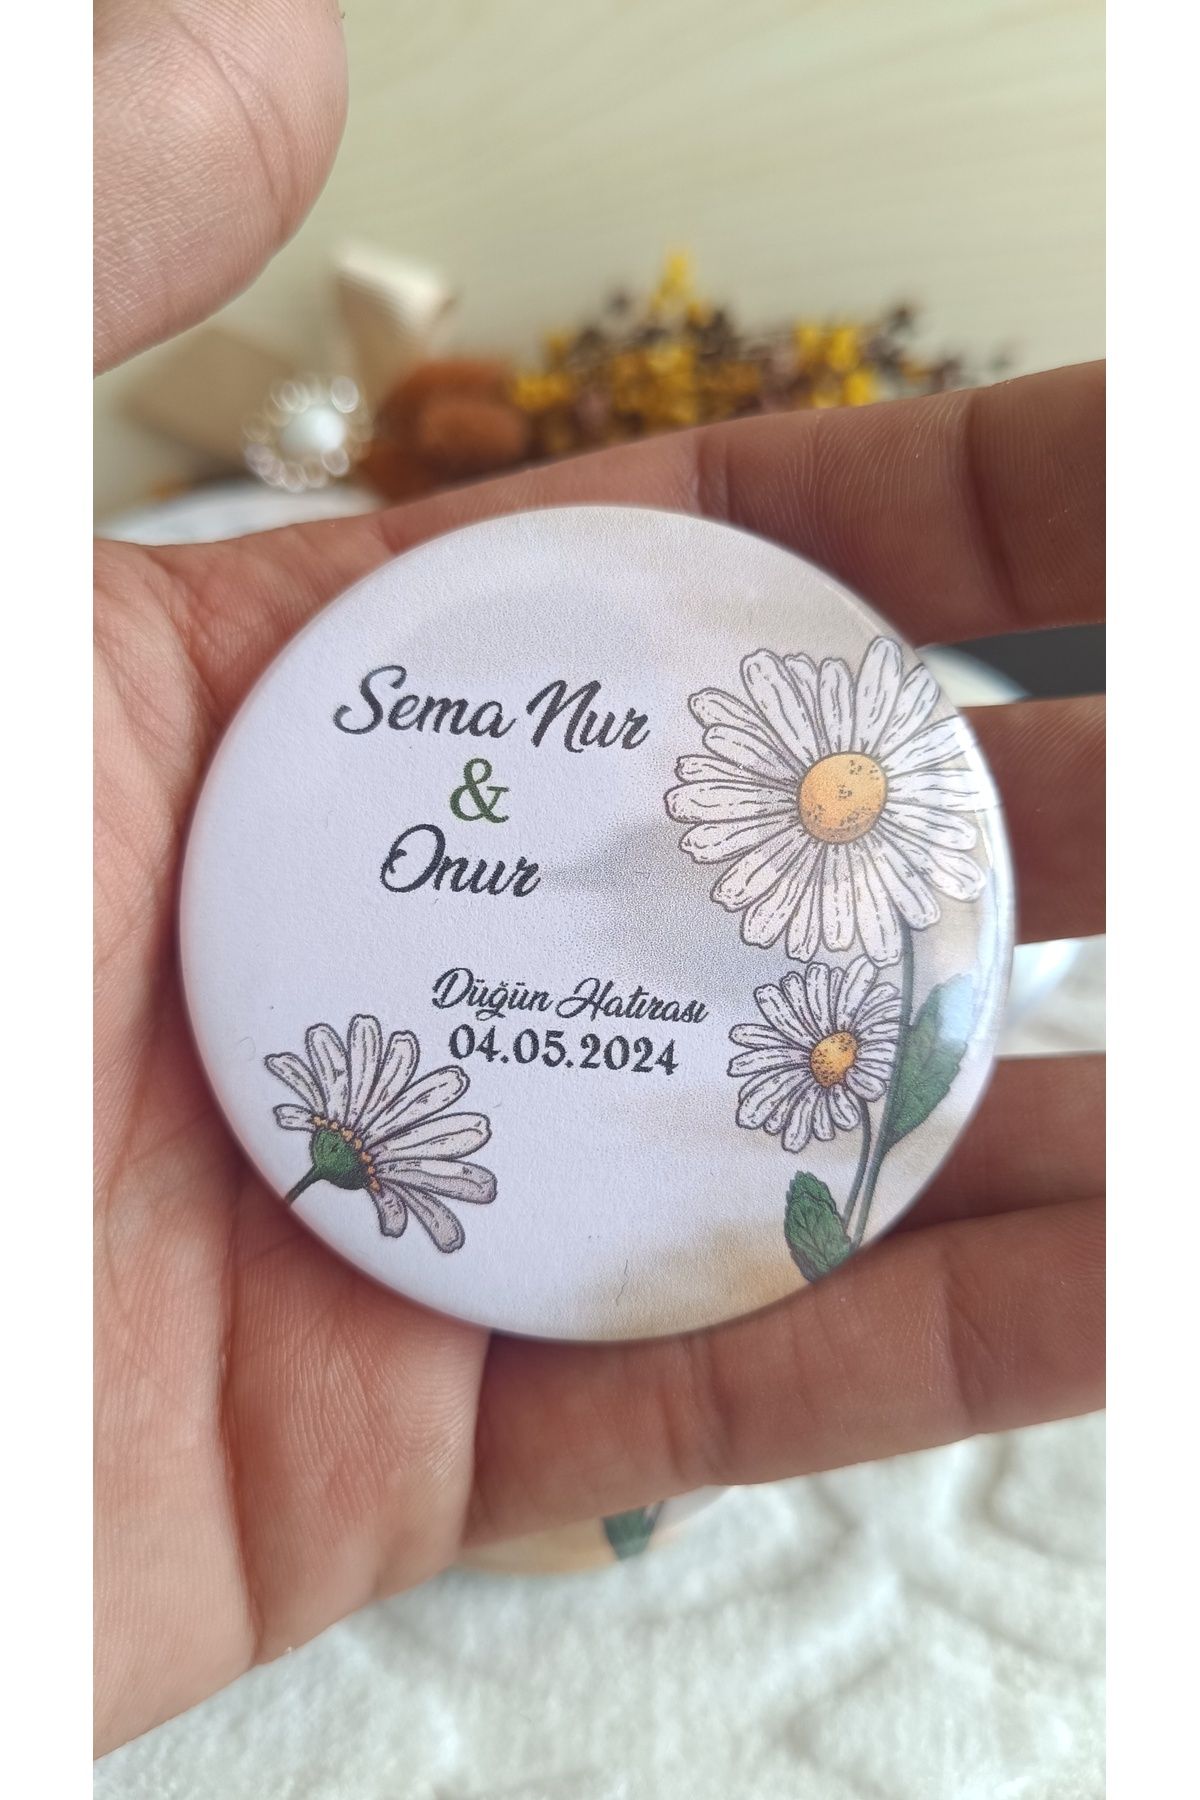 Sema Nur
&
Onur
Düğün Hatırası
04.05.2024